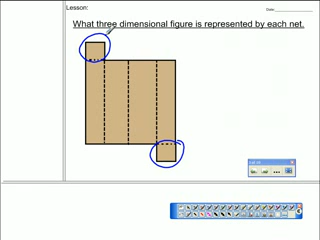 Lesson:
Date:
What three dimensional figure is represented by each net.